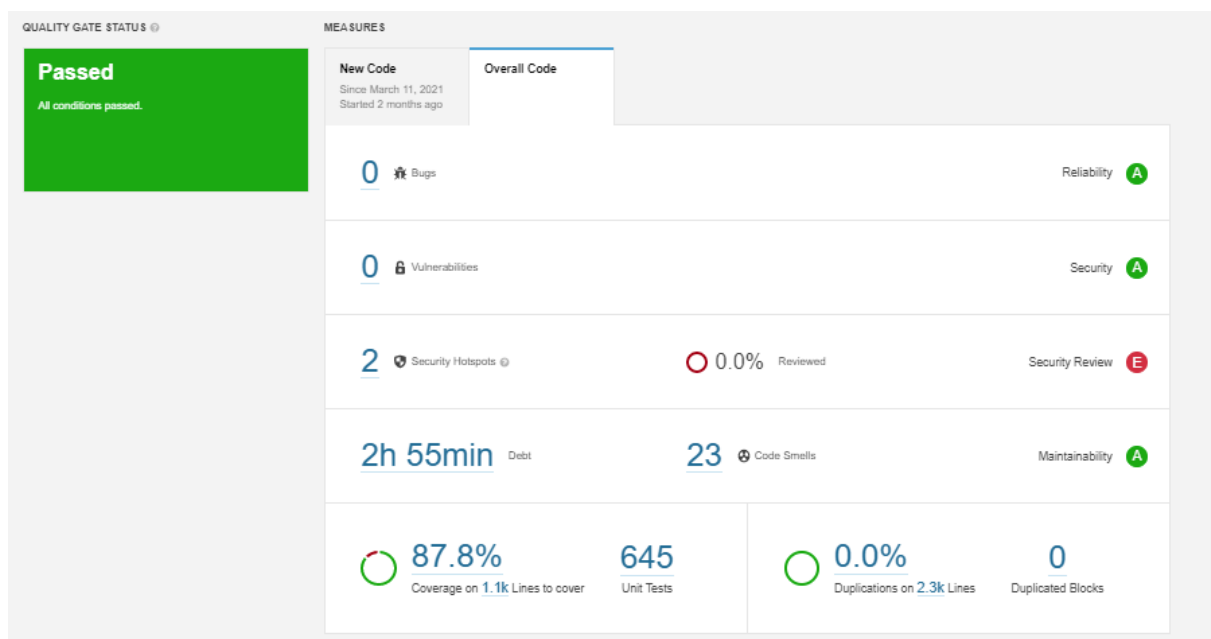 QUALITY GATE STATUS
MEASURES
Passed
All conditions passed.
New Code
Since March 11, 2021
Started 2 months ago
Overall Code
0 Bugs
Reliability A
0 Vulnerabilities
Security A
2 Security Hotspots ?
0.0% Reviewed
Security Review E
2h 55min Debt
23 Code Smells
Maintainability A
87.8%
Coverage on 1.1k Lines to cover
645
Unit Tests
0.0%
Duplications on 2.3k Lines
0
Duplicated Blocks